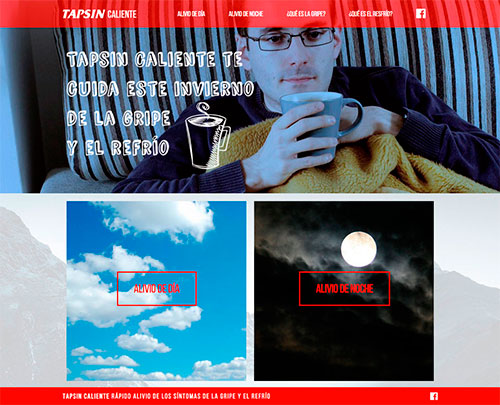 TAPSIN CALIENTE
ALIVIO DE DÍA
ALIVIO DE NOCHE
¿QUÉ ES LA GRIPE?
¿QUÉ ES EL RESFRÍO?
f
TAPSIN CALIENTE TE
CUIDA ESTE INVIERNO
DE LA GRIPE
Y EL REFRÍO
ALIVIO DE DÍA
ALIVIO DE NOCHE
TAPSIN CALIENTE RÁPIDO ALIVIO DE LOS SÍNTOMAS DE LA GRIPE Y EL REFRÍO
f